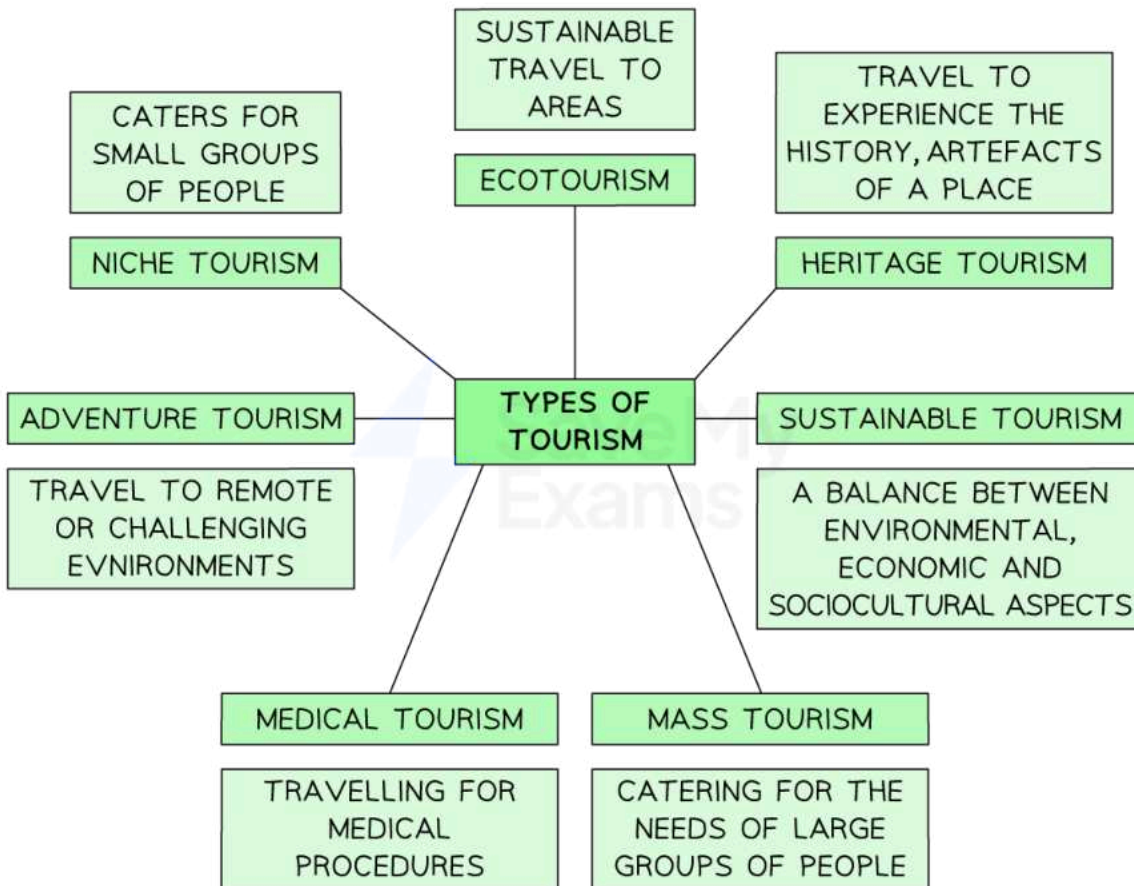 SUSTAINABLE
TRAVEL TO
AREAS
ECOTOURISM
CATERS FOR
SMALL GROUPS
OF PEOPLE
NICHE TOURISM
TRAVEL TO
EXPERIENCE THE
HISTORY, ARTEFACTS
OF A PLACE
HERITAGE TOURISM
TYPES OF
TOURISM
ADVENTURE TOURISM
TRAVEL TO REMOTE
OR CHALLENGING
EVNIRONMENTS
SUSTAINABLE TOURISM
A BALANCE BETWEEN
ENVIRONMENTAL,
ECONOMIC AND
SOCIOCULTURAL ASPECTS
MEDICAL TOURISM
TRAVELLING FOR
MEDICAL
PROCEDURES
MASS TOURISM
CATERING FOR THE
NEEDS OF LARGE
GROUPS OF PEOPLE
Save My
Exams